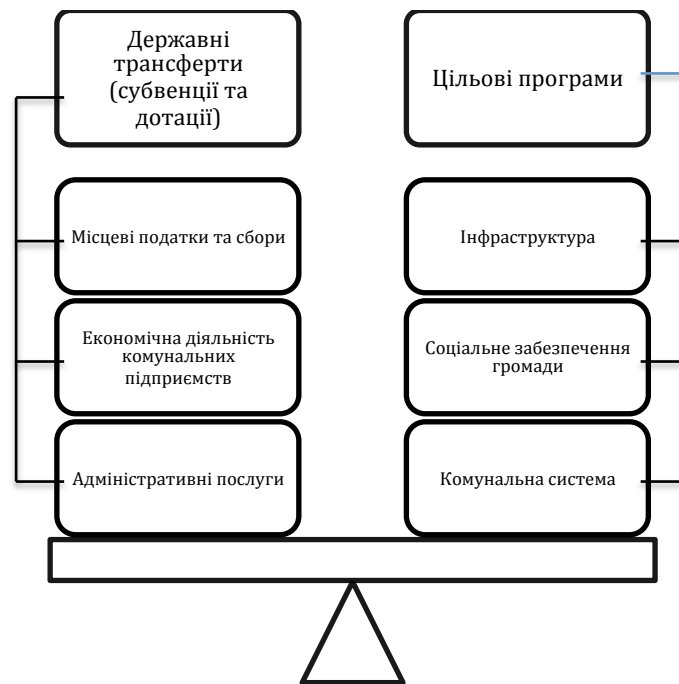 Державні
трансферти
(субвенції та
дотації)
Цільові програми
Місцеві податки та сбори
Інфраструктура
Економічна діяльність
комунальних
підприємств
Соціальне забезпечення
громади
Адміністративні послуги
Комунальна система